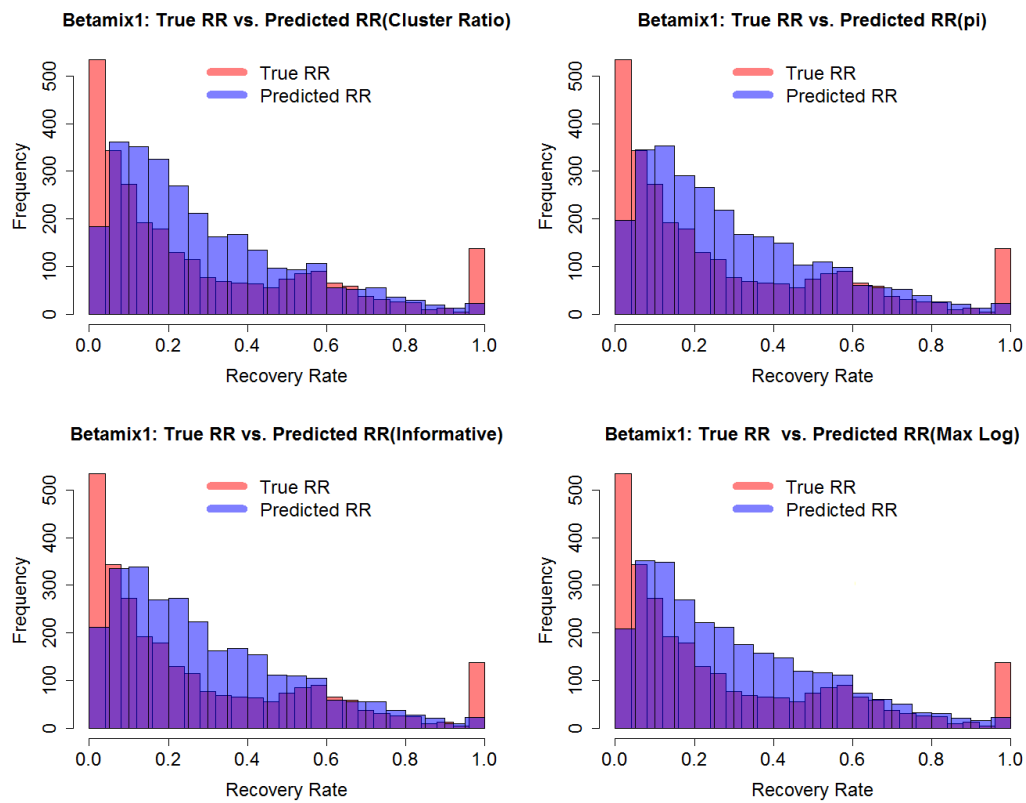 Betamix1: True RR vs. Predicted RR(Cluster Ratio)
True RR
Predicted RR
Frequency
0 100 200 300 400 500
0.0 0.2 0.4 0.6 0.8 1.0
Recovery Rate
Betamix1: True RR vs. Predicted RR(pi)
True RR
Predicted RR
Frequency
0 100 200 300 400 500
0.0 0.2 0.4 0.6 0.8 1.0
Recovery Rate
Betamix1: True RR vs. Predicted RR(Informative)
True RR
Predicted RR
Frequency
0 100 200 300 400 500
0.0 0.2 0.4 0.6 0.8 1.0
Recovery Rate
Betamix1: True RR  vs. Predicted RR(Max Log)
True RR
Predicted RR
Frequency
0 100 200 300 400 500
0.0 0.2 0.4 0.6 0.8 1.0
Recovery Rate